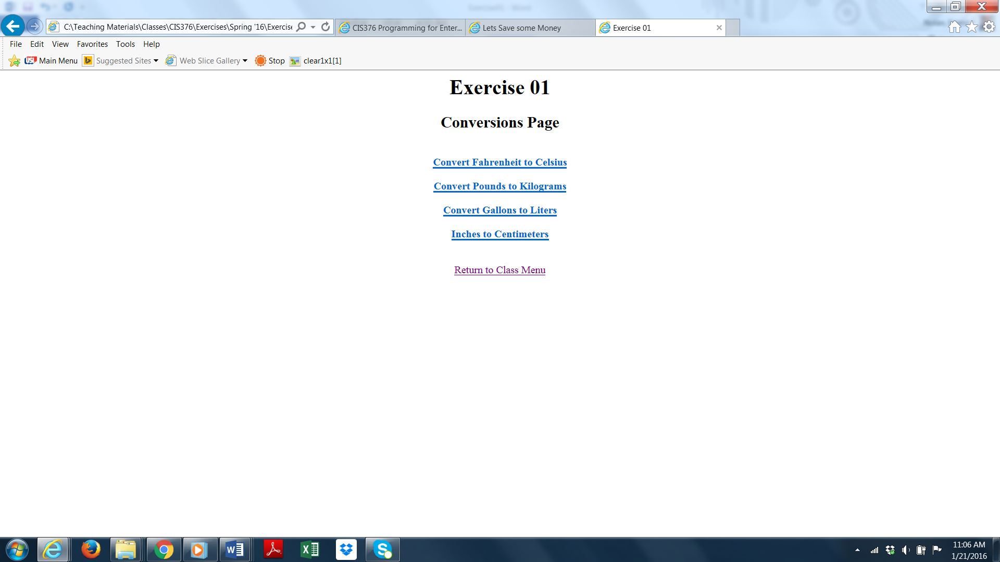 Exercise01 - Word
C:\Teaching Materials\Classes\CIS376\Exercises\Spring '16\Exercise
CIS376 Programming for Enter...
Lets Save some Money
Exercise 01
File Edit View Favorites Tools Help
USI Main Menu Suggested Sites Web Slice Gallery Stop clear1x1[1]
Exercise 01
Conversions Page
Convert Fahrenheit to Celsius
Convert Pounds to Kilograms
Convert Gallons to Liters
Inches to Centimeters
Return to Class Menu
11:06 AM
1/21/2016